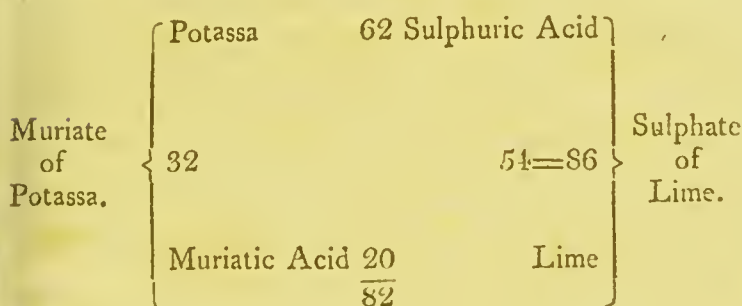 Potassa 62 Sulphuric Acid
Muriate of Potassa. 32 54=86 Sulphate of Lime.
Muriatic Acid 20 Lime
82